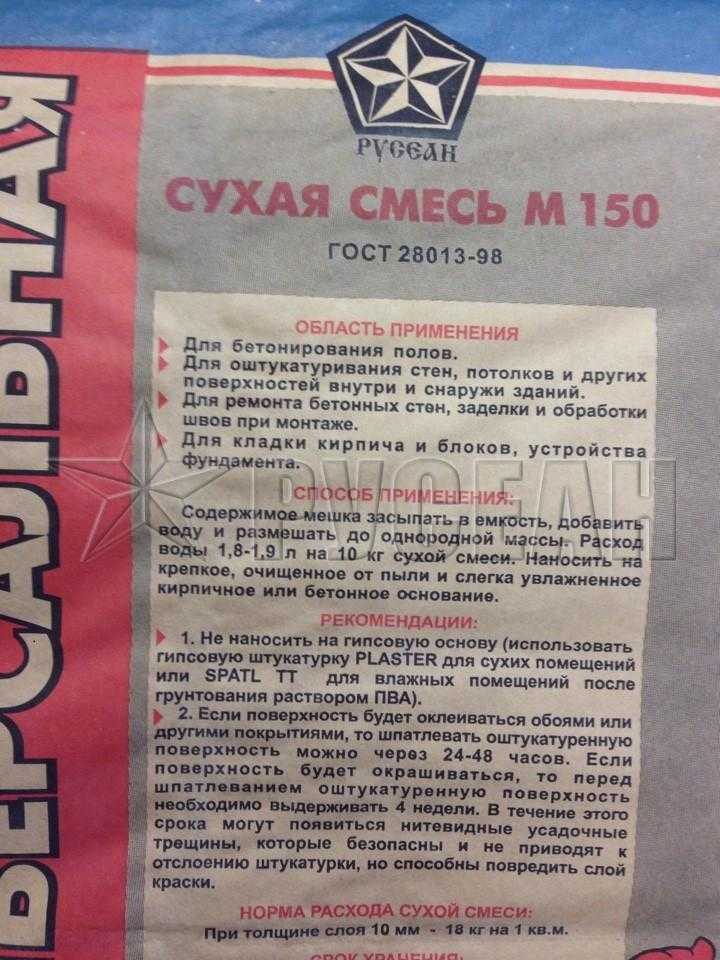 РУСЕАН
СУХАЯ СМЕСЬ М 150
ГОСТ 28013-98
ОБЛАСТЬ ПРИМЕНЕНИЯ
Для бетонирования полов.
Для оштукатуривания стен, потолков и других
поверхностей внутри и снаружи зданий.
Для ремонта бетонных стен, заделки и обработки
швов при монтаже.
Для кладки кирпича и блоков, устройства
фундамента.
СПОСОБ ПРИМЕНЕНИЯ:
Содержимое мешка засыпать в емкость, добавить
воду и размешать до однородной массы. Расход
воды 1,8-1,9 л на 10 кг сухой смеси. Наносить на
крепкое, очищенное от пыли и слегка увлажненное
кирпичное или бетонное основание.
РЕКОМЕНДАЦИИ:
1. Не наносить на гипсовую основу (использовать
гипсовую штукатурку PLASTER для сухих помещений
или SPATL TT для влажных помещений после
грунтования раствором ПВА).
2. Если поверхность будет оклеиваться обоями или
другими покрытиями, то шпатлевать оштукатуренную
поверхность можно через 24-48 часов. Если
поверхность будет окрашиваться, то перед
шпатлеванием оштукатуренную поверхность
необходимо выдерживать 4 недели. В течение этого
срока могут появиться нитевидные усадочные
трещины, которые безопасны и не приводят к
отслоению штукатурки, но способны повредить слой
краски.
НОРМА РАСХОДА СУХОЙ СМЕСИ:
При толщине слоя 10 мм - 18 кг на 1 кв.м.
СРОК ХРАНЕНИЯ:
ВЕРСАЛЬНАЯ
РУСЕАН